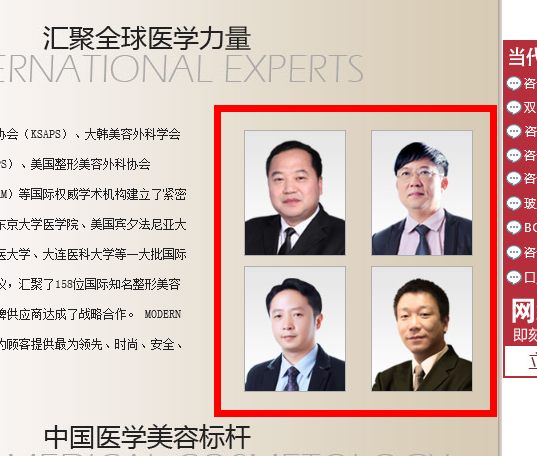 汇聚全球医学力量
ERNATIONAL EXPERTS
办会（KSAPS）、大韩美容外科学会
PS）、美国整形美容外科协会
AM）等国际权威学术机构建立了紧密
东京大学医学院、美国宾夕法尼亚大
医大学、大连医科大学等一大批国际
议，汇聚了158位国际知名整形美容
牌供应商达成了战略合作。 MODERN
为顾客提供最为领先、时尚、安全、
中国医学美容标杆
当代
咨
双
咨
咨
咨
玻
BO
咨
口
网
即刻
立